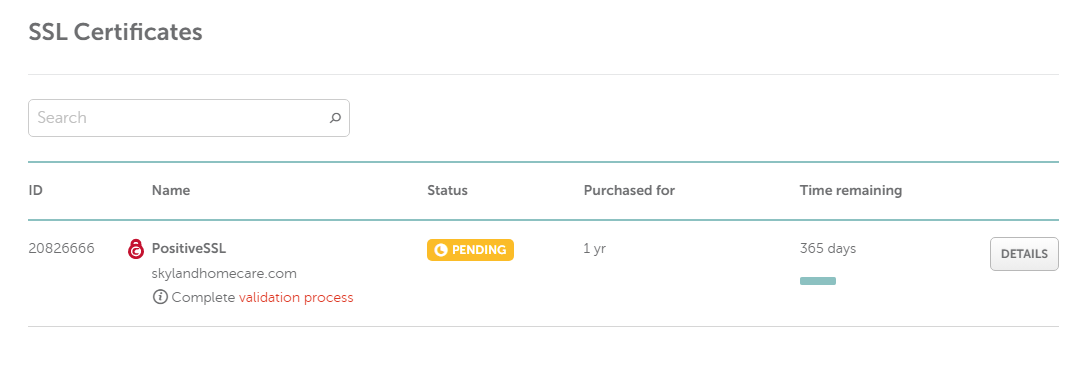 SSL Certificates
Search
ID Name Status Purchased for Time remaining
20826666 PositiveSSL PENDING 1 yr 365 days DETAILS
skylandhomecare.com
Complete validation process